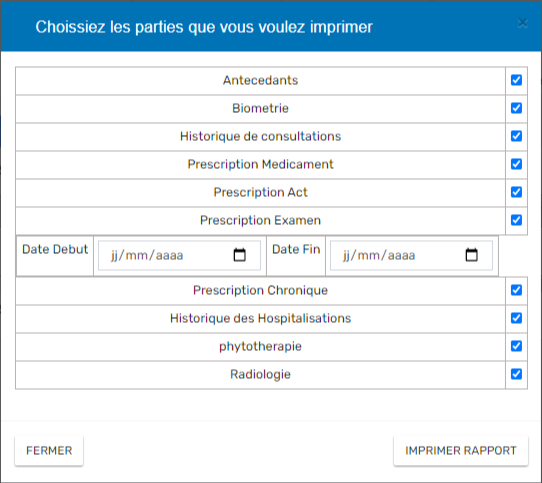 Choissiez les parties que vous voulez imprimer ×
Antecedants
Biometrie
Historique de consultations
Prescription Medicament
Prescription Act
Prescription Examen
Date Debut jj/mm/aaaa Date Fin jj/mm/aaaa
Prescription Chronique
Historique des Hospitalisations
phytotherapie
Radiologie
FERMER IMPRIMER RAPPORT